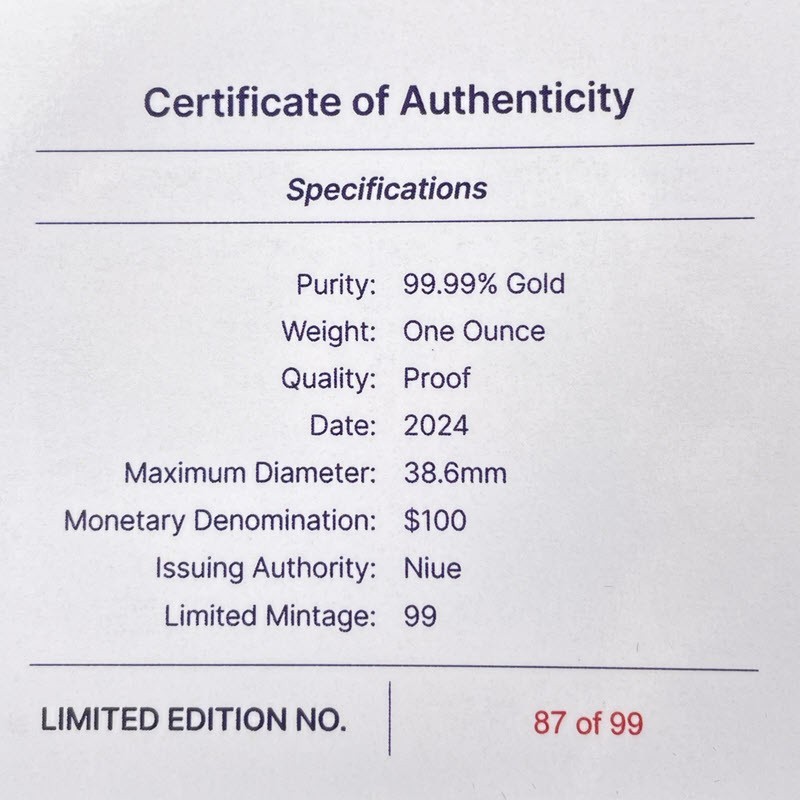 Certificate of Authenticity
Specifications
Purity: 99.99% Gold
Weight: One Ounce
Quality: Proof
Date: 2024
Maximum Diameter: 38.6mm
Monetary Denomination: $100
Issuing Authority: Niue
Limited Mintage: 99
LIMITED EDITION NO. 87 of 99